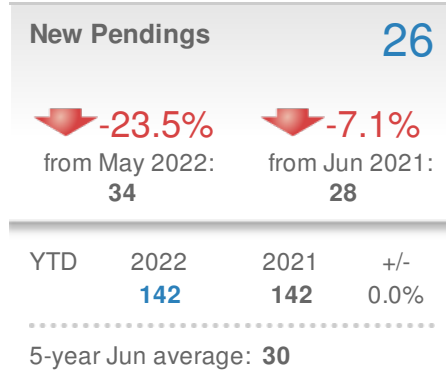 New Pendings 26
-23.5% -7.1%
from May 2022: from Jun 2021:
34 28
YTD 2022 2021 +/-
142 142 0.0%
5-year Jun average: 30